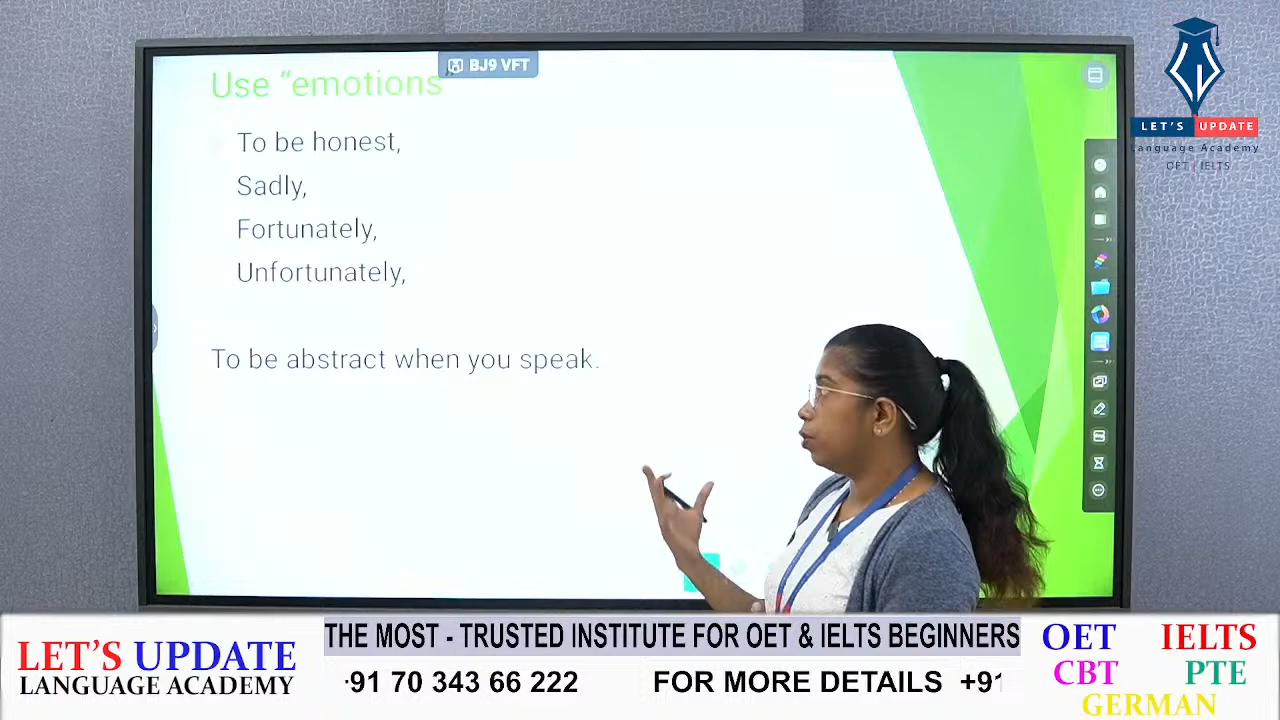 BJ9 VFT
Use “emotions
To be honest,
Sadly,
Fortunately,
Unfortunately,
To be abstract when you speak.
LET'S UPDATE
Language Academy
OET | IELTS
LET'S UPDATE
LANGUAGE ACADEMY
THE MOST - TRUSTED INSTITUTE FOR OET & IELTS BEGINNERS
91 70 343 66 222 FOR MORE DETAILS +91
OET IELTS
CBT PTE
GERMAN